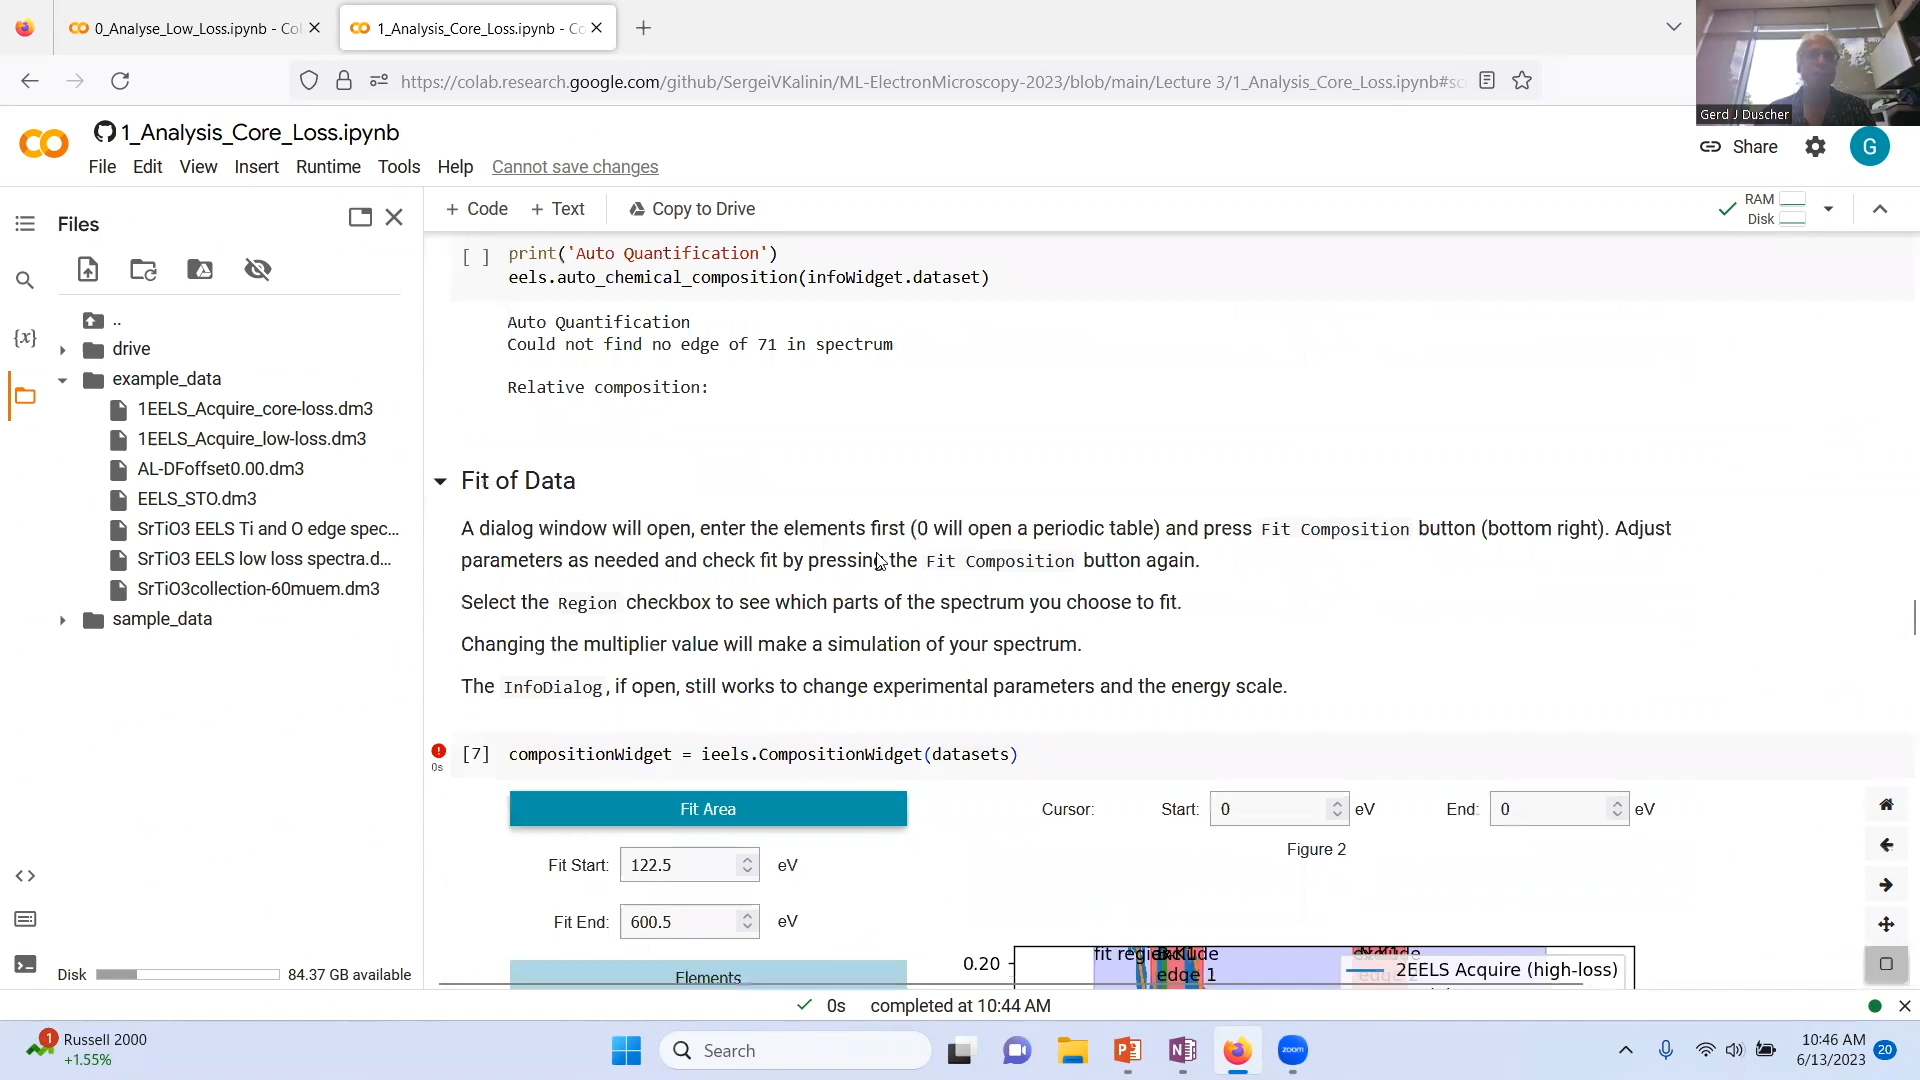 0_Analyse_Low_Loss.ipynb - Col
1_Analysis_Core_Loss.ipynb - Co
https://colab.research.google.com/github/SergeiVKalinin/ML-ElectronMicroscopy-2023/blob/main/Lecture 3/1_Analysis_Core_Loss.ipynb#sc
Gerd J Duscher
1_Analysis_Core_Loss.ipynb
File Edit View Insert Runtime Tools Help Cannot save changes
Share
G
Files
+ Code + Text Copy to Drive
RAM
Disk
..
drive
example_data
1EELS_Acquire_core-loss.dm3
1EELS_Acquire_low-loss.dm3
AL-DFoffset0.00.dm3
EELS_STO.dm3
SrTiO3 EELS Ti and O edge spec...
SrTiO3 EELS low loss spectra.d...
SrTiO3collection-60muem.dm3
sample_data
Disk 84.37 GB available
[ ] print('Auto Quantification')
eels.auto_chemical_composition(infoWidget.dataset)
Auto Quantification
Could not find no edge of 71 in spectrum
Relative composition:
Fit of Data
A dialog window will open, enter the elements first (0 will open a periodic table) and press Fit Composition button (bottom right). Adjust
parameters as needed and check fit by pressing the Fit Composition button again.
Select the Region checkbox to see which parts of the spectrum you choose to fit.
Changing the multiplier value will make a simulation of your spectrum.
The InfoDialog, if open, still works to change experimental parameters and the energy scale.
0s
[7] compositionWidget = ieels.CompositionWidget(datasets)
Fit Area
Cursor: Start: 0 eV End: 0 eV
Figure 2
Fit Start: 122.5 eV
Fit End: 600.5 eV
Elements
0.20
fit region
edge 1
2EELS Acquire (high-loss)
0s completed at 10:44 AM
1
Russell 2000
+1.55%
Search
zoom
10:46 AM
6/13/2023
20